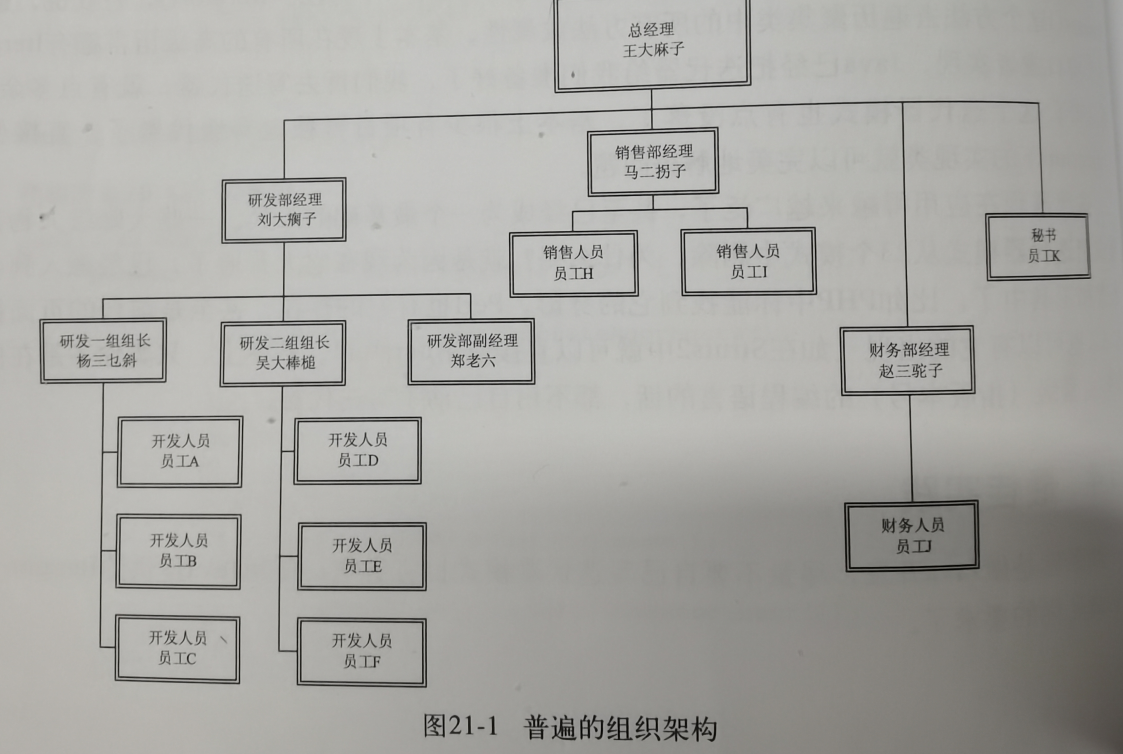 总经理
王大麻子
销售部经理
马二拐子
研发部经理
刘大瘸子
秘书
员工K
销售人员
员工H
销售人员
员工I
研发一组组长
杨三乜斜
研发二组组长
吴大棒槌
研发部副经理
郑老六
财务部经理
赵三驼子
开发人员
员工A
开发人员
员工D
开发人员
员工B
开发人员
员工E
财务人员
员工J
开发人员
员工C
开发人员
员工F
图21-1 普遍的组织架构